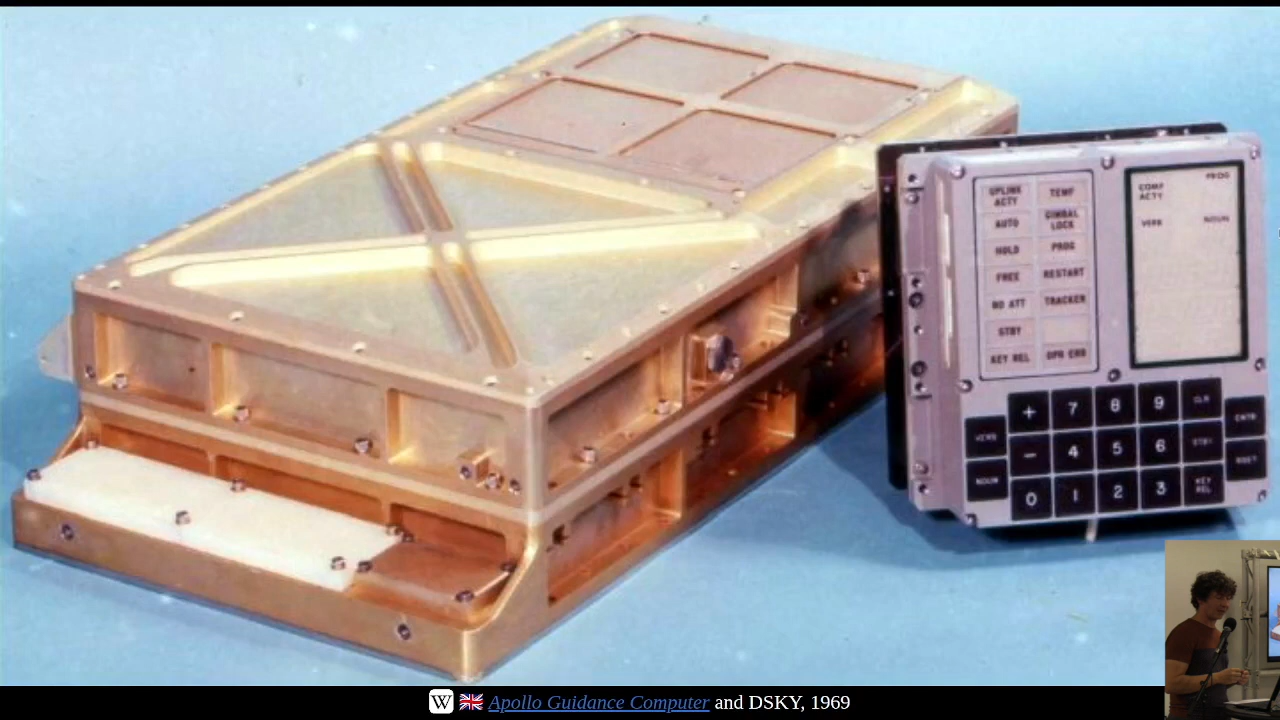 UPLINK ACTY
TEMP
AUTO
GIMBAL LOCK
HOLD
PROG
FREE
RESTART
NO ATT
TRACKER
STBY
KEY REL
OPR ERR
COMP ACTY
PROG
VERB
NOUN
VERB
NOUN
+ 7 8 9 CLR
- 4 5 6 STBY
0 1 2 3 KEY REL
ENTR
RSET
W Apollo Guidance Computer and DSKY, 1969